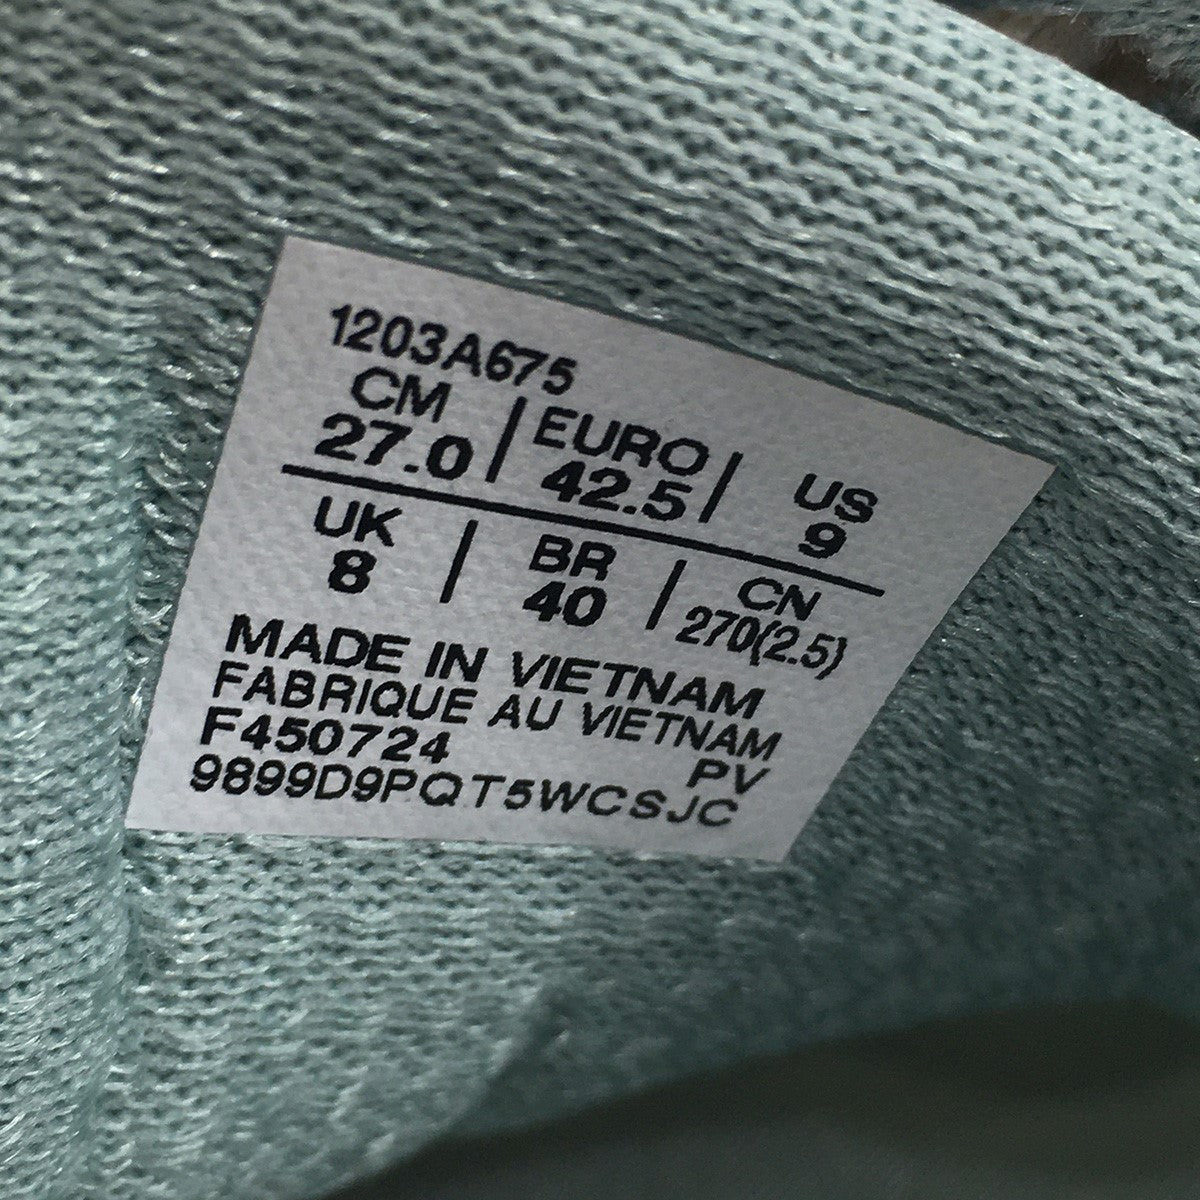 1203A675
CM | EURO | US
27.0 | 42.5 | 9
UK | BR | CN
8 | 40 | 270(2.5)
MADE IN VIETNAM
FABRIQUE AU VIETNAM
F450724 PV
9899D9PQT5WCSJC